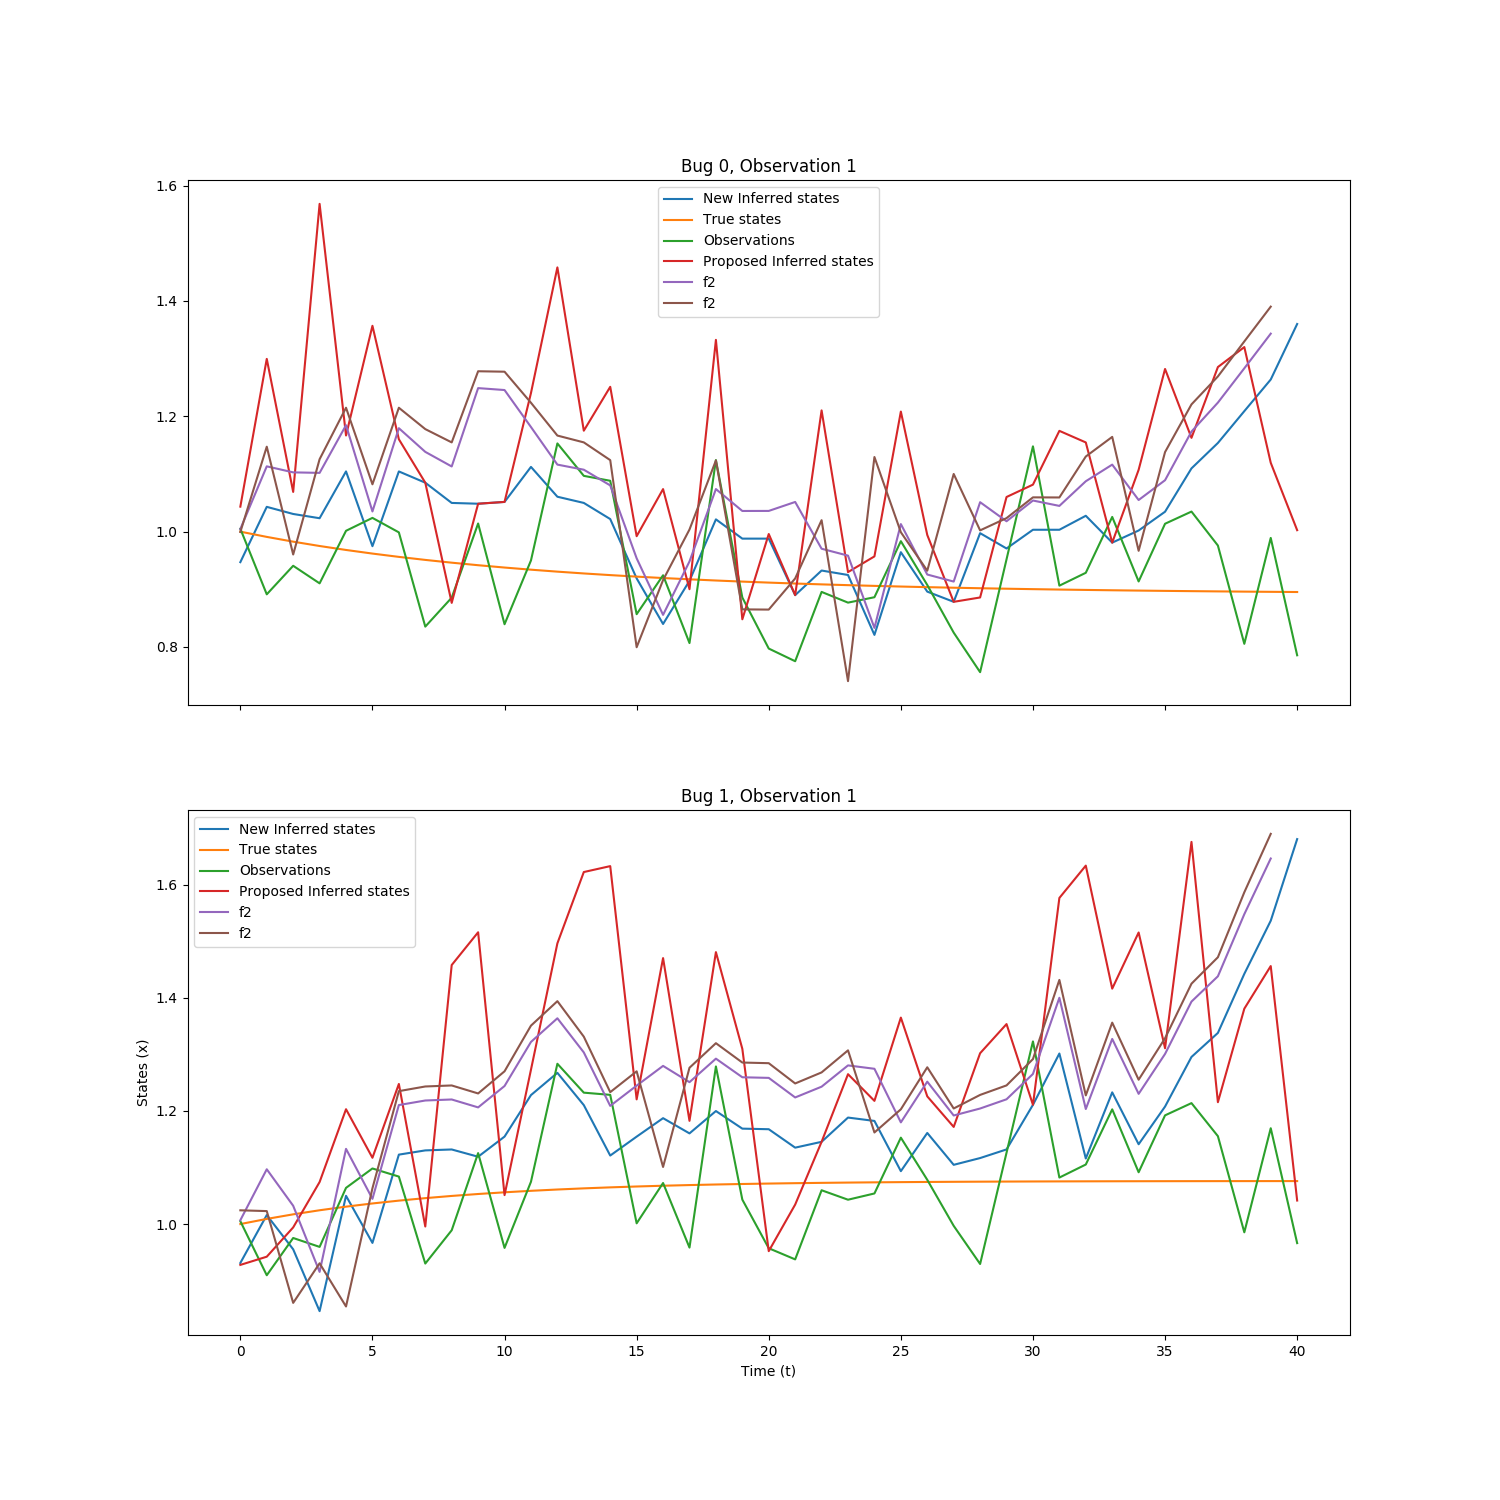 Bug 0, Observation 1
1.6
1.4
1.2
1.0
0.8
New Inferred states
True states
Observations
Proposed Inferred states
f2
f2
Bug 1, Observation 1
New Inferred states
True states
Observations
Proposed Inferred states
f2
f2
1.6
1.4
1.2
1.0
States (x)
0 5 10 15 20 25 30 35 40
Time (t)